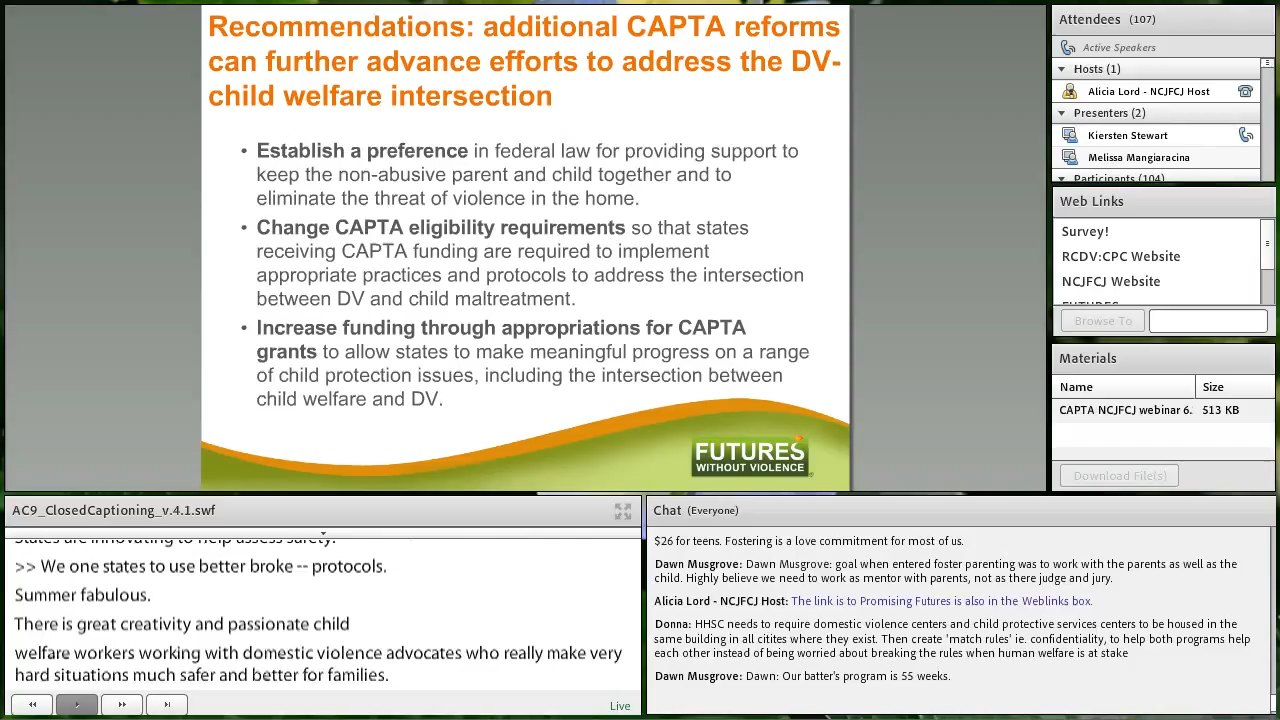 Recommendations: additional CAPTA reforms
can further advance efforts to address the DV-
child welfare intersection
• Establish a preference in federal law for providing support to
keep the non-abusive parent and child together and to
eliminate the threat of violence in the home.
• Change CAPTA eligibility requirements so that states
receiving CAPTA funding are required to implement
appropriate practices and protocols to address the intersection
between DV and child maltreatment.
• Increase funding through appropriations for CAPTA
grants to allow states to make meaningful progress on a range
of child protection issues, including the intersection between
child welfare and DV.
FUTURES
WITHOUT VIOLENCE
Attendees (107)
Active Speakers
Hosts (1)
Alicia Lord - NCJFCJ Host
Presenters (2)
Kiersten Stewart
Melissa Mangiaracina
Participants (104)
Web Links
Survey!
RCDV:CPC Website
NCJFCJ Website
FUTURES
Browse To
Materials
Name Size
CAPTA NCJFCJ webinar 6. 513 KB
Download File(s)
AC9_ClosedCaptioning_v.4.1.swf
States are innovating to help assess safety.
>> We one states to use better broke -- protocols.
Summer fabulous.
There is great creativity and passionate child
welfare workers working with domestic violence advocates who really make very
hard situations much safer and better for families.
Live
Chat (Everyone)
$26 for teens. Fostering is a love commitment for most of us.
Dawn Musgrove: Dawn Musgrove: goal when entered foster parenting was to work with the parents as well as the
child. Highly believe we need to work as mentor with parents, not as there judge and jury.
Alicia Lord - NCJFCJ Host: The link is to Promising Futures is also in the Weblinks box.
Donna: HHSC needs to require domestic violence centers and child protective services centers to be housed in the
same building in all citites where they exist. Then create 'match rules' ie. confidentiality, to help both programs help
each other instead of being worried about breaking the rules when human welfare is at stake
Dawn Musgrove: Dawn: Our batter's program is 55 weeks.